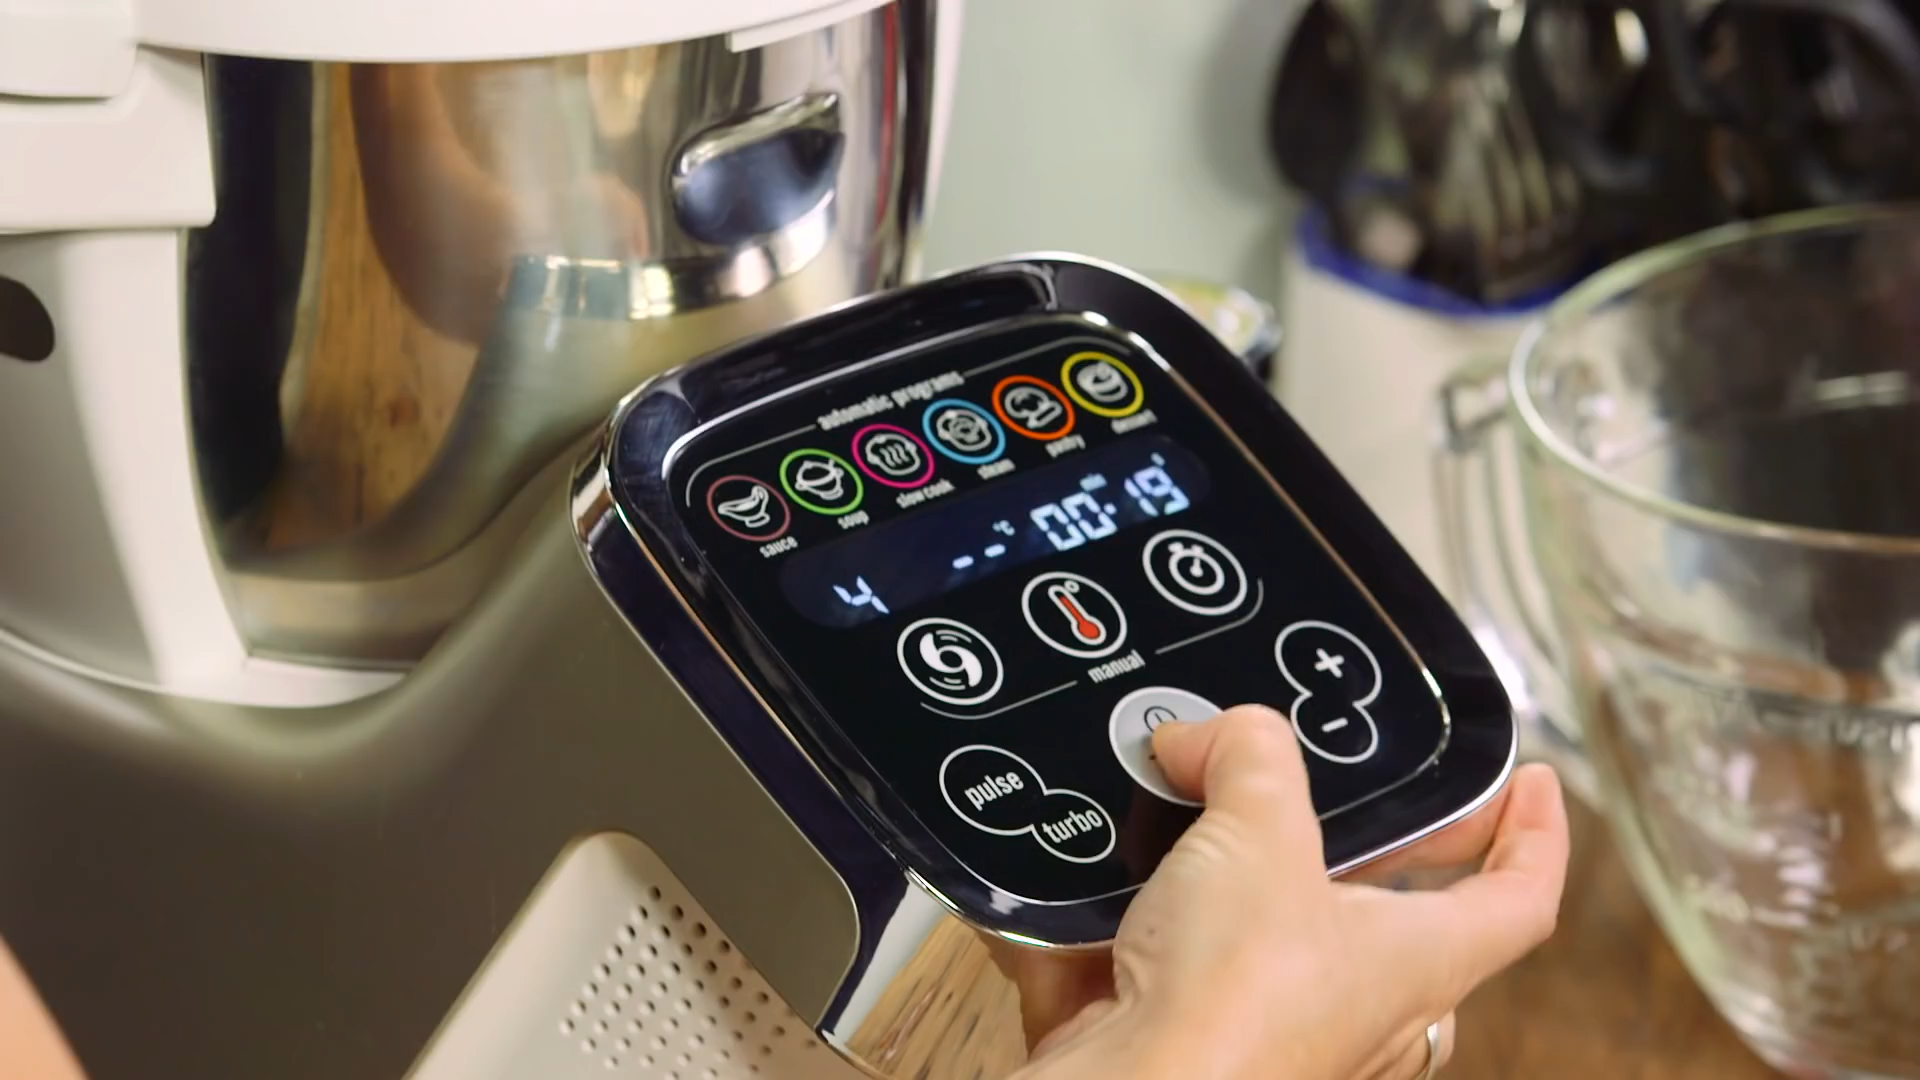 automatic programs
sauce
soup
slow cook
steam
pastry
dessert
4 --°C 00:19
min s
manual
+
-
pulse
turbo